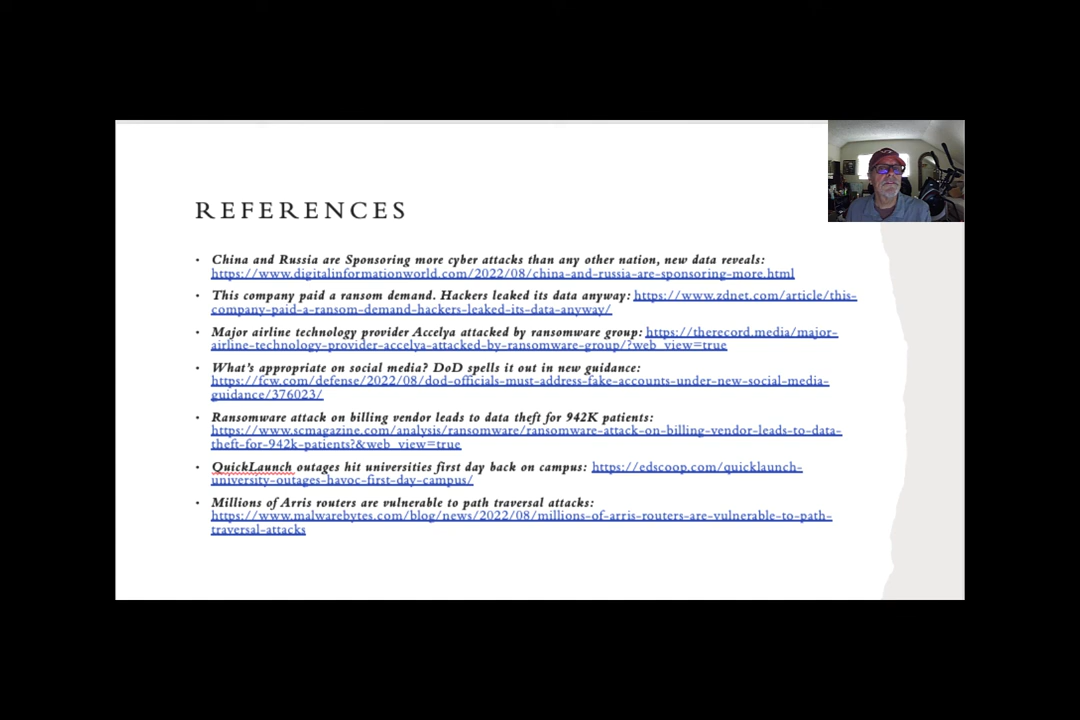 REFERENCES
• China and Russia are Sponsoring more cyber attacks than any other nation, new data reveals:
https://www.digitalinformationworld.com/2022/08/china-and-russia-are-sponsoring-more.html
• This company paid a ransom demand. Hackers leaked its data anyway: https://www.zdnet.com/article/this-
company-paid-a-ransom-demand-hackers-leaked-its-data-anyway/
• Major airline technology provider Accelya attacked by ransomware group: https://therecord.media/major-
airline-technology-provider-accelya-attacked-by-ransomware-group/?web_view=true
• What's appropriate on social media? DoD spells it out in new guidance:
https://fcw.com/defense/2022/08/dod-officials-must-address-fake-accounts-under-new-social-media-
guidance/376023/
• Ransomware attack on billing vendor leads to data theft for 942K patients:
https://www.scmagazine.com/analysis/ransomware/ransomware-attack-on-billing-vendor-leads-to-data-
theft-for-942k-patients?&web_view=true
• QuickLaunch outages hit universities first day back on campus: https://edscoop.com/quicklaunch-
university-outages-havoc-first-day-campus/
• Millions of Arris routers are vulnerable to path traversal attacks:
https://www.malwarebytes.com/blog/news/2022/08/millions-of-arris-routers-are-vulnerable-to-path-
traversal-attacks